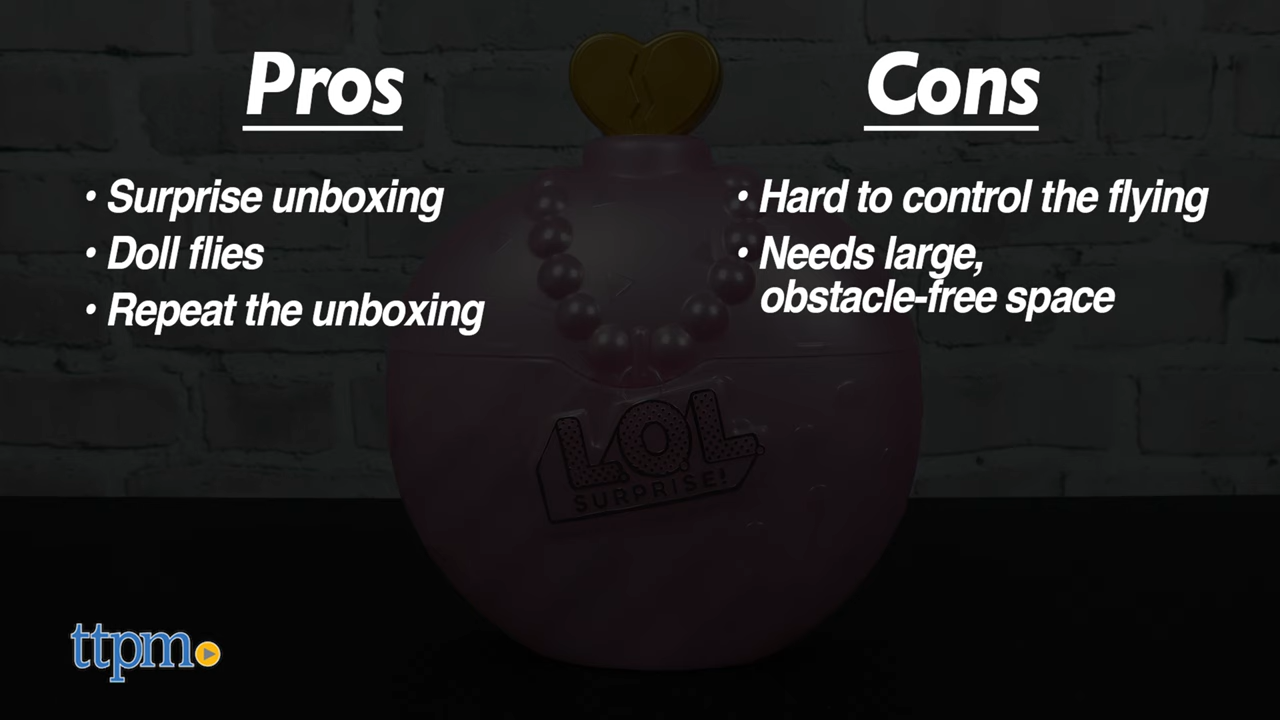 Pros
• Surprise unboxing
• Doll flies
• Repeat the unboxing
Cons
• Hard to control the flying
• Needs large,
obstacle-free space
L.O.L.
SURPRISE!
ttpm